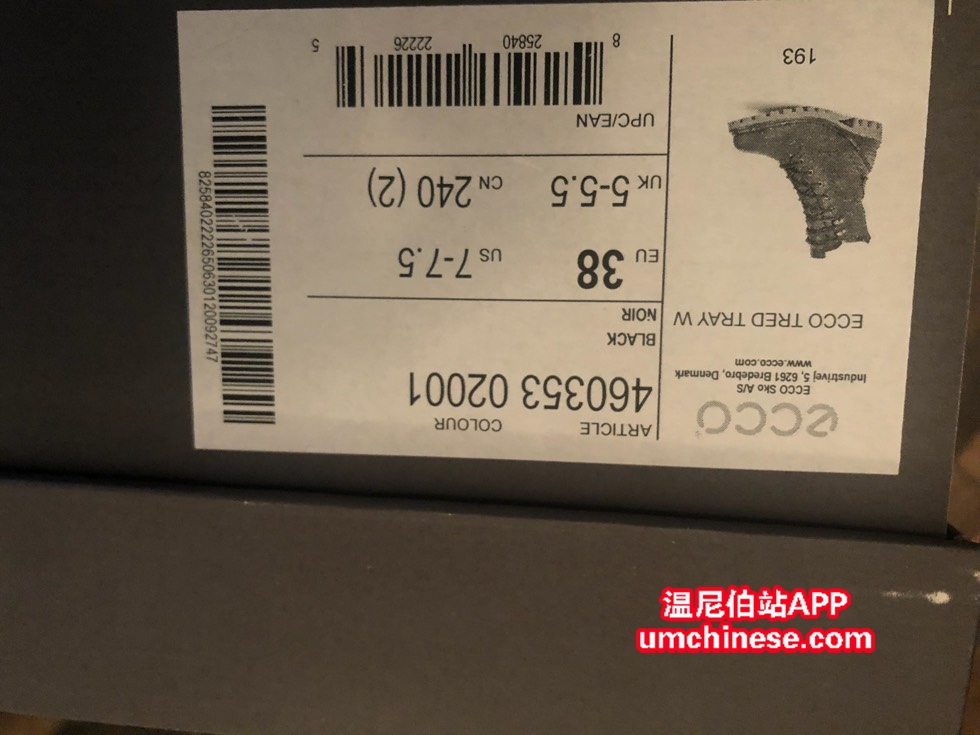 ecco
ECCO Sko A/S
Industrivej 5, 6261 Bredebro, Denmark
www.ecco.com
ECCO TRED TRAY W
193
ARTICLE COLOUR
460353 02001
BLACK
NOIR
EU 38 US 7-7.5
UK 5-5.5 CN 240 (2)
UPC/EAN
8 25840 22226 5
8258402222650630120092747
温尼伯站APP
umchinese.com